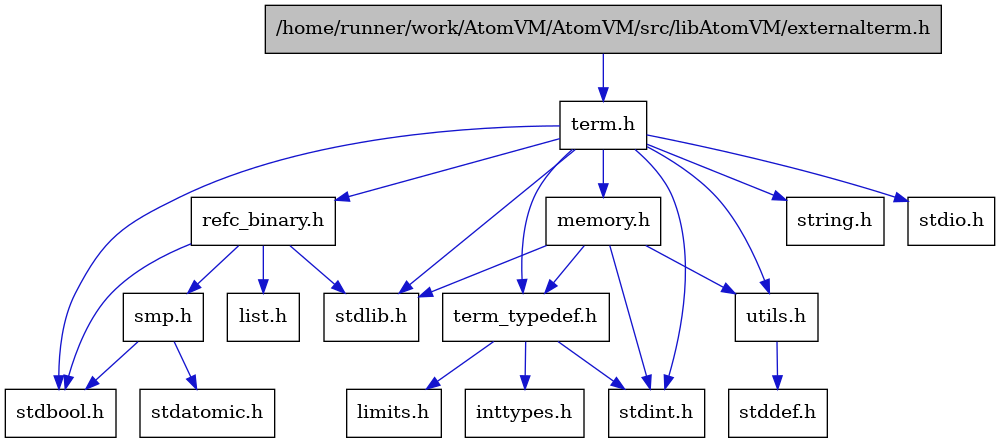 /home/runner/work/AtomVM/AtomVM/src/libAtomVM/externalterm.h
term.h
refc_binary.h
memory.h
string.h
stdio.h
smp.h
list.h
stdlib.h
term_typedef.h
utils.h
stdbool.h
stdatomic.h
limits.h
inttypes.h
stdint.h
stddef.h